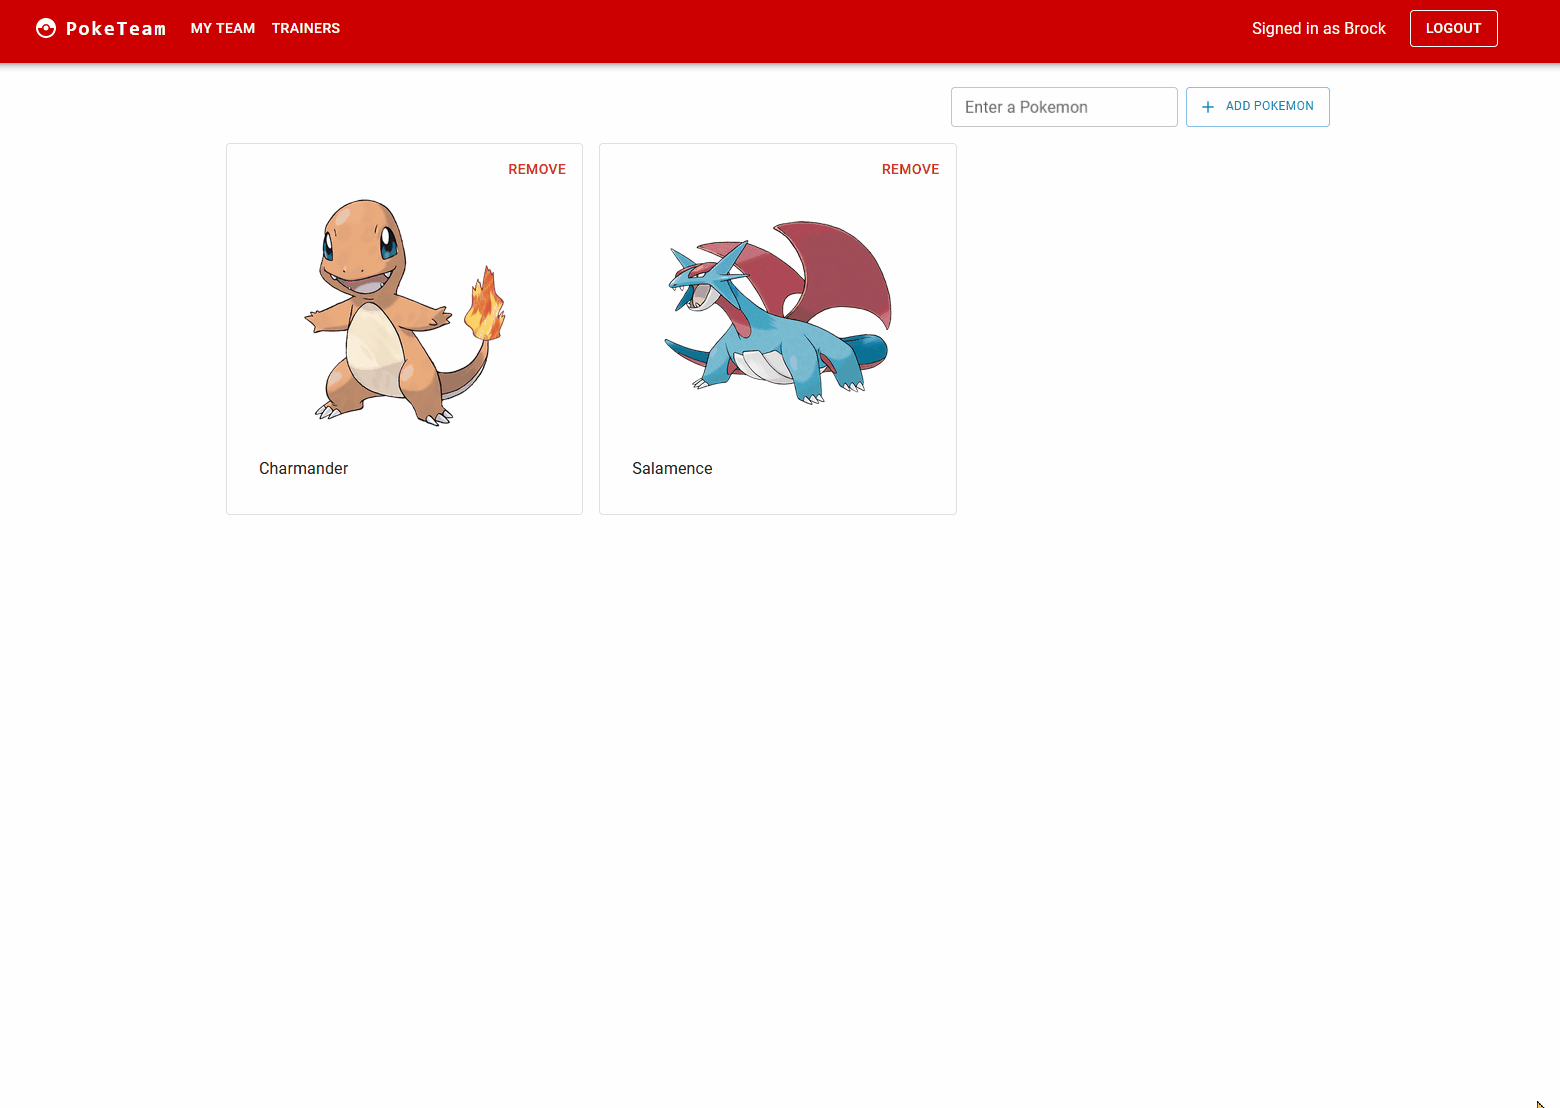 PokeTeam MY TEAM TRAINERS Signed in as Brock LOGOUT
Enter a Pokemon ADD POKEMON
REMOVE REMOVE
Charmander Salamence